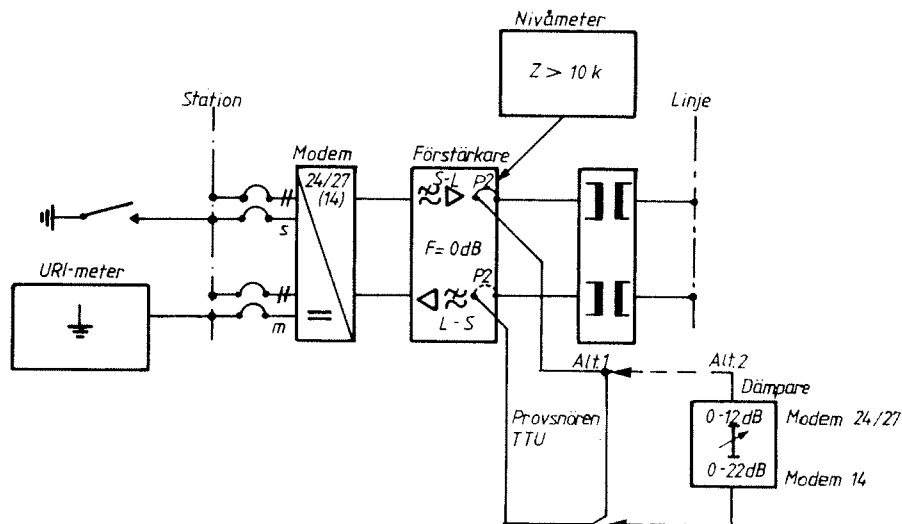 Nivåmeter
Z > 10 k
Station
Linje
Modem
Förstärkare
24/27
(14)
S-L
P2
s
F= 0dB
URI-meter
P2
m
L - S
Alt.1
Alt.2
Dämpare
Provsnören
TTU
0-12dB
Modem 24/27
0-22dB
Modem 14